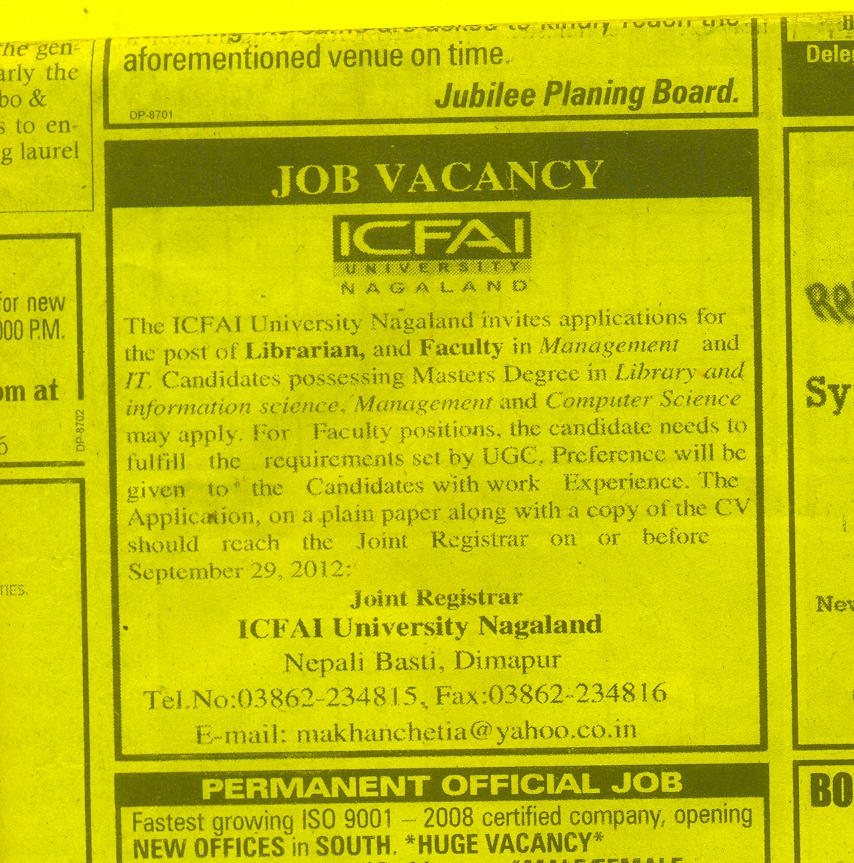 the gen-
arly the
bo &
s to en-
g laurel
for new
000 P.M.
om at
DP-8702
aforementioned venue on time.
Jubilee Planing Board.
DP-8701
JOB VACANCY
ICFAI
UNIVERSITY
NAGALAND
The ICFAI University Nagaland invites applications for
the post of Librarian, and Faculty in Management and
IT. Candidates possessing Masters Degree in Library and
information science, Management and Computer Science
may apply. For Faculty positions, the candidate needs to
fulfill the requirements set by UGC. Preference will be
given to the Candidates with work Experience. The
Application, on a plain paper along with a copy of the CV
should reach the Joint Registrar on or before
September 29, 2012.
Joint Registrar
ICFAI University Nagaland
Nepali Basti, Dimapur
Tel.No:03862-234815, Fax:03862-234816
E-mail: makhanchetia@yahoo.co.in
PERMANENT OFFICIAL JOB
Fastest growing ISO 9001 – 2008 certified company, opening
NEW OFFICES in SOUTH. *HUGE VACANCY*
Dele
Sy
Nev
BO